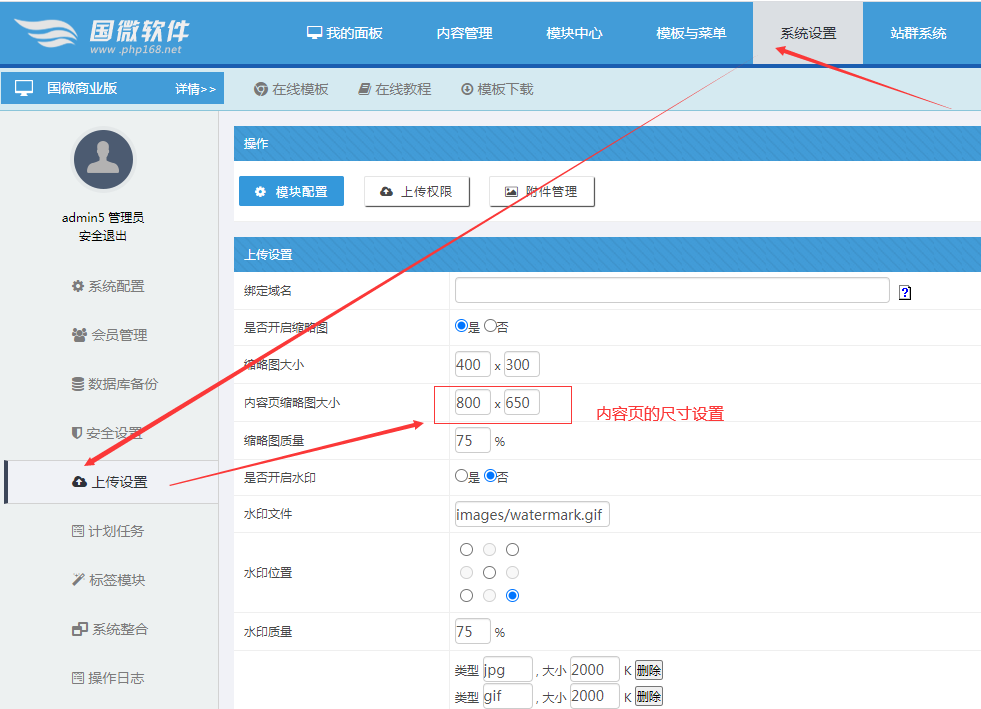 国微软件
www.php168.net
我的面板 内容管理 模块中心 模板与菜单 系统设置 站群系统
国微商业版 详情>>
在线模板 在线教程 模板下载
admin5 管理员
安全退出
系统配置
会员管理
数据库备份
安全设置
上传设置
计划任务
标签模块
系统整合
操作日志
操作
模块配置 上传权限 附件管理
上传设置
绑定域名 ?
是否开启缩略图 是 否
缩略图大小 400 x 300
内容页缩略图大小 800 x 650
内容页的尺寸设置
缩略图质量 75 %
是否开启水印 是 否
水印文件 images/watermark.gif
水印位置
水印质量 75 %
类型 jpg , 大小 2000 K 删除
类型 gif , 大小 2000 K 删除